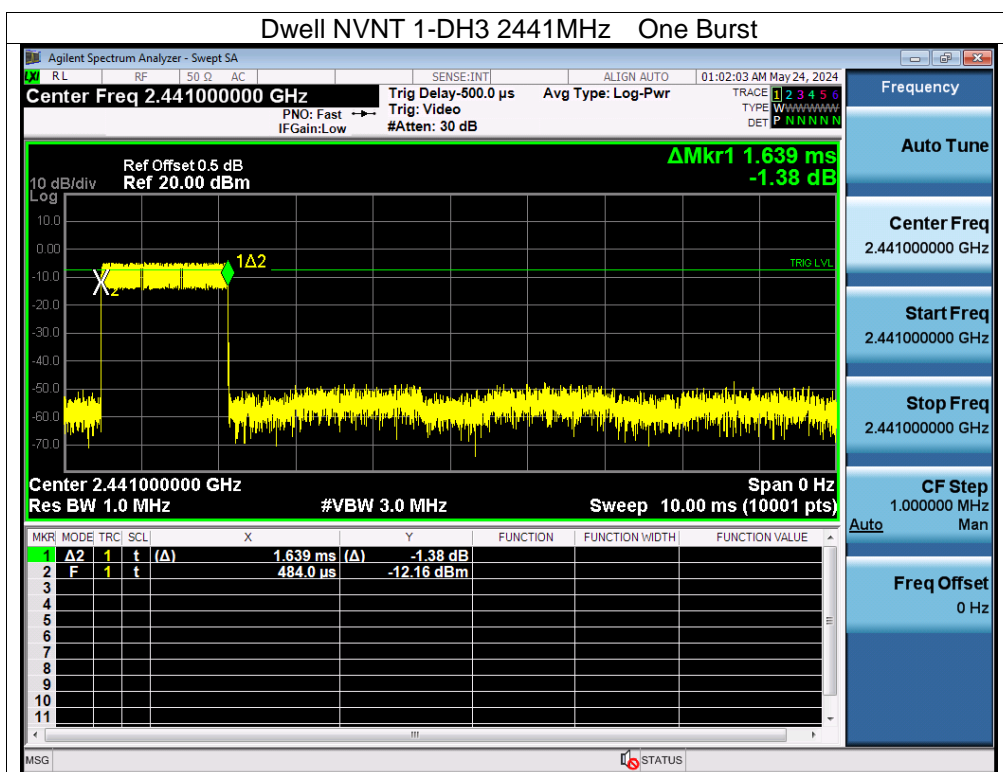 Dwell NVNT 1-DH3 2441MHz One Burst
Agilent Spectrum Analyzer - Swept SA
LXI RL RF 50 Ω AC SENSE:INT ALIGN AUTO 01:02:03 AM May 24, 2024
Center Freq 2.441000000 GHz Trig Delay-500.0 µs Avg Type: Log-Pwr TRACE 1 2 3 4 5 6
PNO: Fast Trig: Video TYPE WWWWWW
IFGain:Low #Atten: 30 dB DET P N N N N N
Frequency
Auto Tune
Center Freq
2.441000000 GHz
Start Freq
2.441000000 GHz
Stop Freq
2.441000000 GHz
CF Step
1.000000 MHz
Auto Man
Freq Offset
0 Hz
ΔMkr1 1.639 ms
-1.38 dB
Ref Offset 0.5 dB
10 dB/div Ref 20.00 dBm
Log
10.0
0.00
-10.0
-20.0
-30.0
-40.0
-50.0
-60.0
-70.0
1Δ2
2
TRIG LVL
Center 2.441000000 GHz Span 0 Hz
Res BW 1.0 MHz #VBW 3.0 MHz Sweep 10.00 ms (10001 pts)
MKR MODE TRC SCL X Y FUNCTION FUNCTION WIDTH FUNCTION VALUE
1 Δ2 1 t (Δ) 1.639 ms (Δ) -1.38 dB
2 F 1 t 484.0 µs -12.16 dBm
3
4
5
6
7
8
9
10
11
MSG STATUS